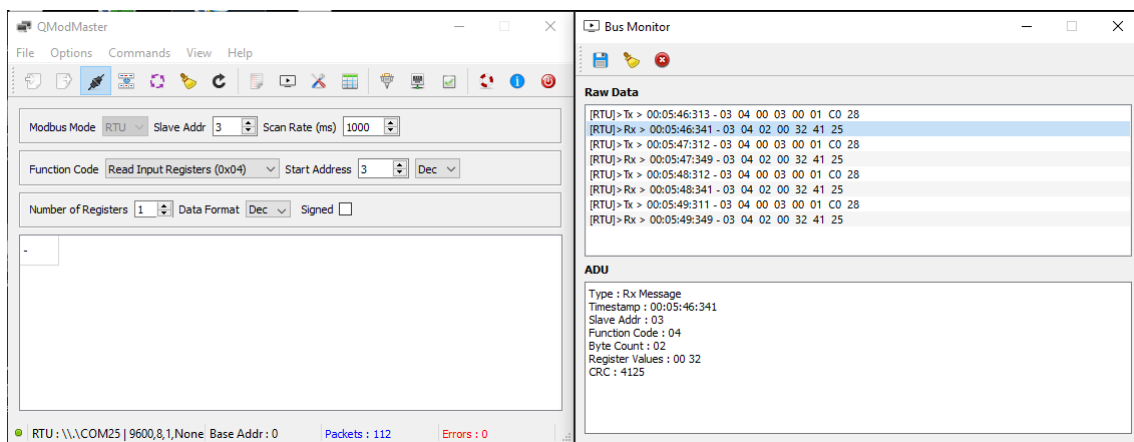 QModMaster
File Options Commands View Help
Modbus Mode RTU Slave Addr 3 Scan Rate (ms) 1000
Function Code Read Input Registers (0x04) Start Address 3 Dec
Number of Registers 1 Data Format Dec Signed
-
RTU : \\.\COM25 | 9600,8,1,None Base Addr : 0 Packets : 112 Errors : 0
Bus Monitor
Raw Data
[RTU]>Tx > 00:05:46:313 - 03 04 00 03 00 01 C0 28
[RTU]>Rx > 00:05:46:341 - 03 04 02 00 32 41 25
[RTU]>Tx > 00:05:47:312 - 03 04 00 03 00 01 C0 28
[RTU]>Rx > 00:05:47:349 - 03 04 02 00 32 41 25
[RTU]>Tx > 00:05:48:312 - 03 04 00 03 00 01 C0 28
[RTU]>Rx > 00:05:48:341 - 03 04 02 00 32 41 25
[RTU]>Tx > 00:05:49:311 - 03 04 00 03 00 01 C0 28
[RTU]>Rx > 00:05:49:349 - 03 04 02 00 32 41 25
ADU
Type : Rx Message
Timestamp : 00:05:46:341
Slave Addr : 03
Function Code : 04
Byte Count : 02
Register Values : 00 32
CRC : 4125